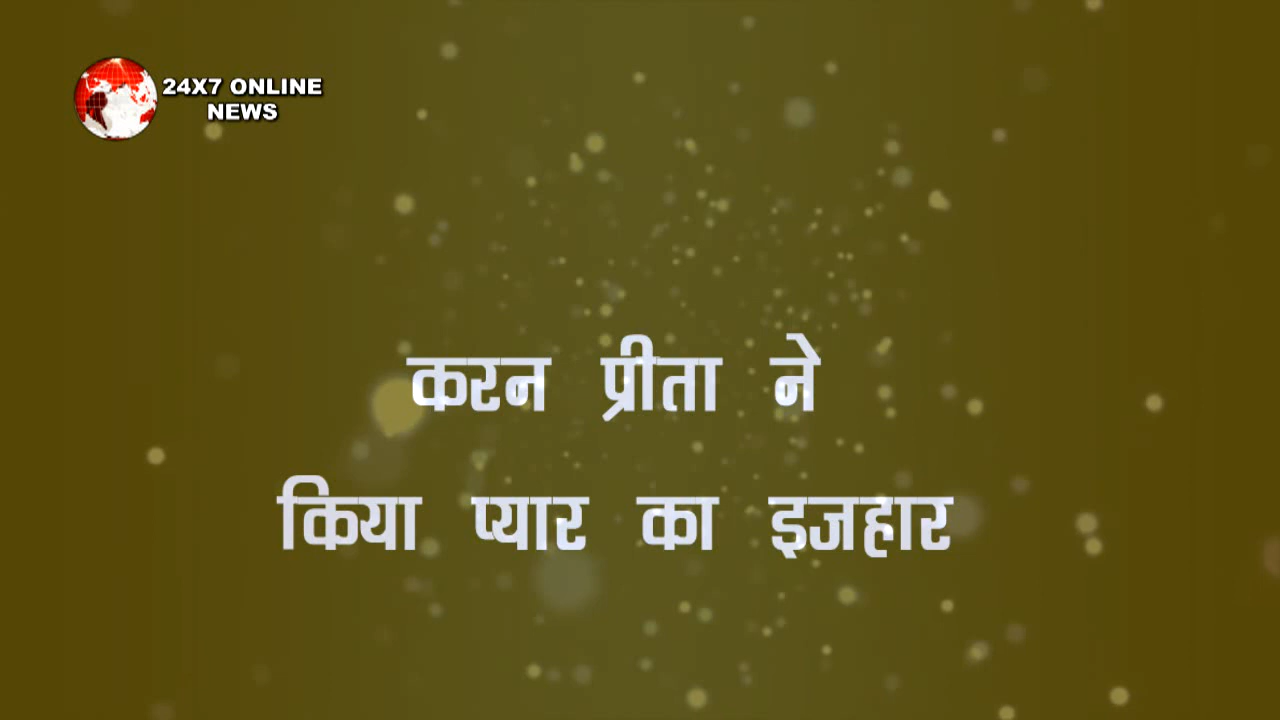 24X7 ONLINE
NEWS
करन प्रीता ने
किया प्यार का इजहार